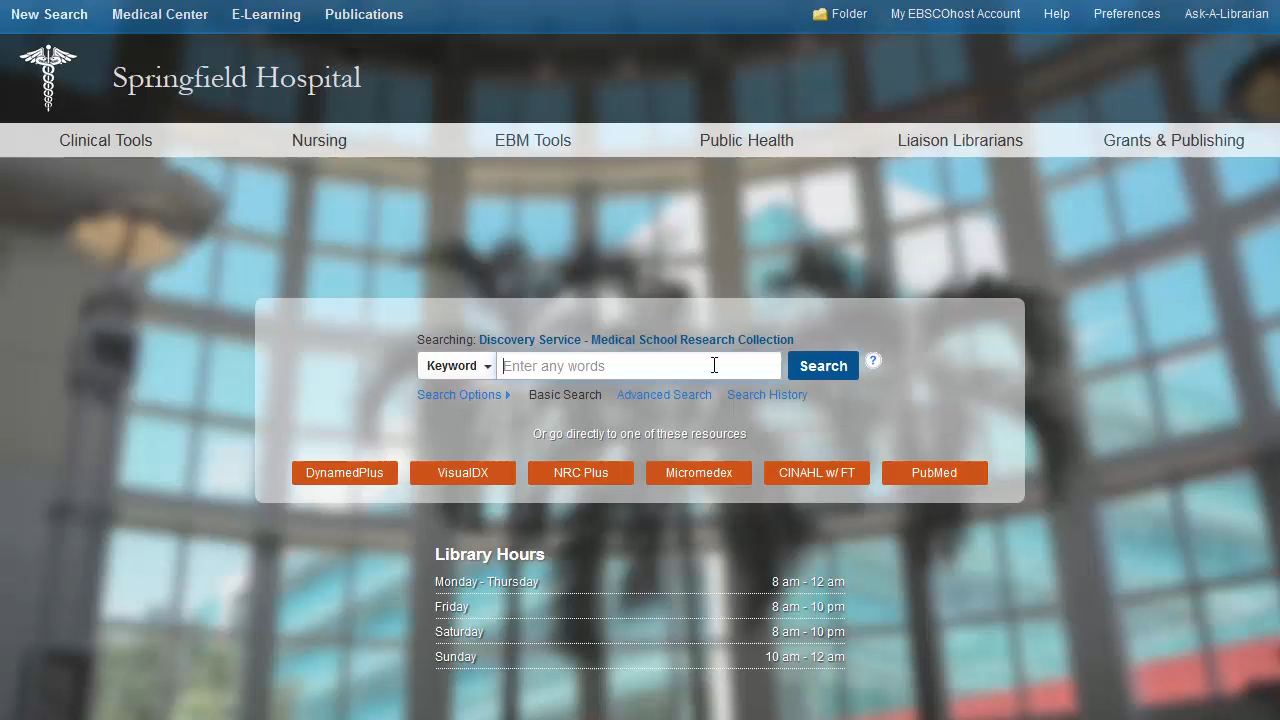 New Search Medical Center E-Learning Publications Folder My EBSCOhost Account Help Preferences Ask-A-Librarian
Springfield Hospital
Clinical Tools Nursing EBM Tools Public Health Liaison Librarians Grants & Publishing
Searching: Discovery Service - Medical School Research Collection
Keyword Enter any words Search ?
Search Options Basic Search Advanced Search Search History
Or go directly to one of these resources
DynamedPlus VisualDX NRC Plus Micromedex CINAHL w/ FT PubMed
Library Hours
Monday - Thursday 8 am - 12 am
Friday 8 am - 10 pm
Saturday 8 am - 10 pm
Sunday 10 am - 12 am